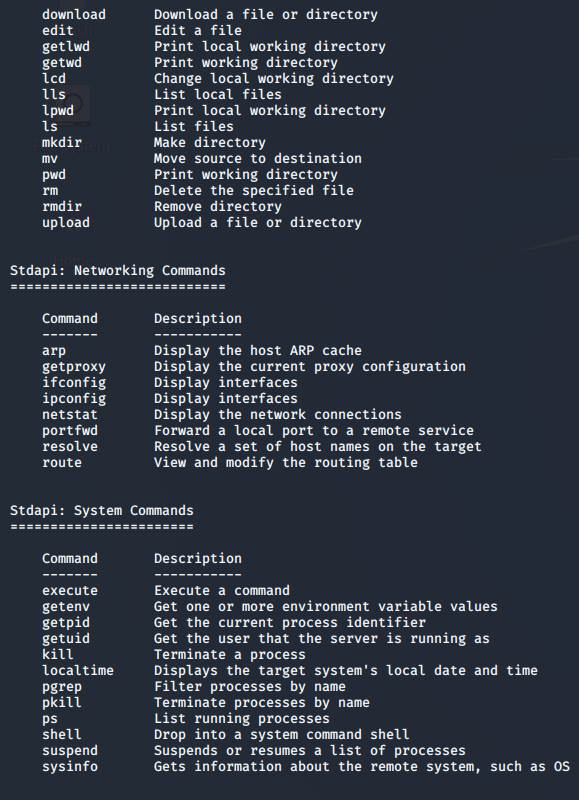 download      Download a file or directory
edit          Edit a file
getlwd        Print local working directory
getwd         Print working directory
lcd           Change local working directory
lls           List local files
lpwd          Print local working directory
ls            List files
mkdir         Make directory
mv            Move source to destination
pwd           Print working directory
rm            Delete the specified file
rmdir         Remove directory
upload        Upload a file or directory
Stdapi: Networking Commands
===========================
Command       Description
-------       -----------
arp           Display the host ARP cache
getproxy      Display the current proxy configuration
ifconfig      Display interfaces
ipconfig      Display interfaces
netstat       Display the network connections
portfwd       Forward a local port to a remote service
resolve       Resolve a set of host names on the target
route         View and modify the routing table
Stdapi: System Commands
=======================
Command       Description
-------       -----------
execute       Execute a command
getenv        Get one or more environment variable values
getpid        Get the current process identifier
getuid        Get the user that the server is running as
kill          Terminate a process
localtime     Displays the target system's local date and time
pgrep         Filter processes by name
pkill         Terminate processes by name
ps            List running processes
shell         Drop into a system command shell
suspend       Suspends or resumes a list of processes
sysinfo       Gets information about the remote system, such as OS